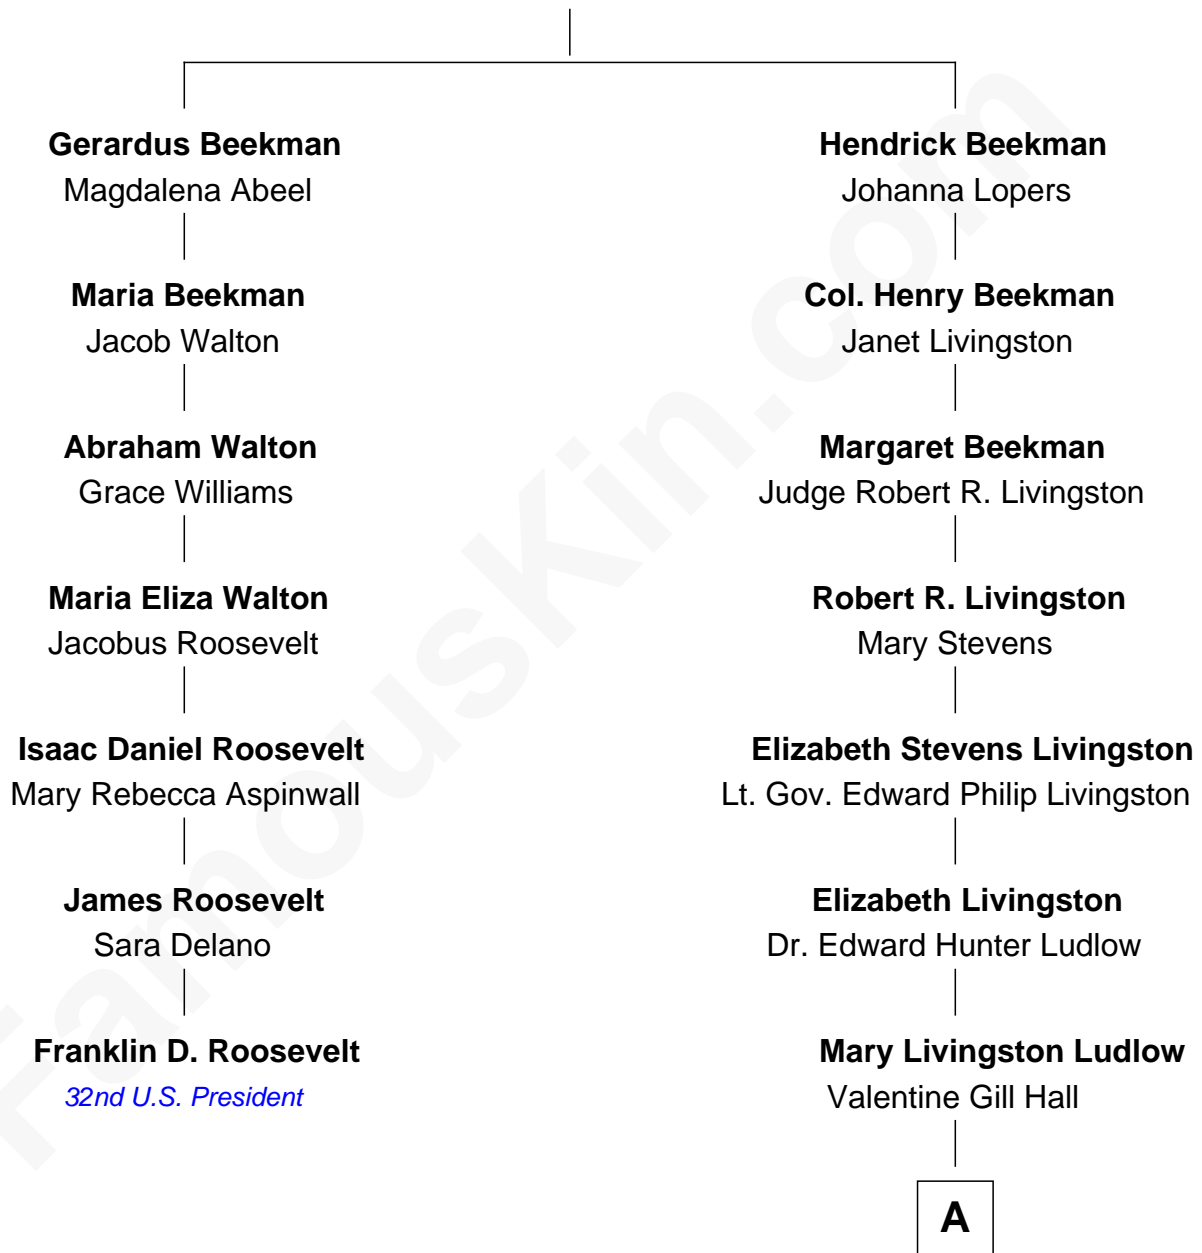 Gerardus Beekman
Magdalena Abeel
Maria Beekman
Jacob Walton
Abraham Walton
Grace Williams
Maria Eliza Walton
Jacobus Roosevelt
Isaac Daniel Roosevelt
Mary Rebecca Aspinwall
James Roosevelt
Sara Delano
Franklin D. Roosevelt
32nd U.S. President
Hendrick Beekman
Johanna Lopers
Col. Henry Beekman
Janet Livingston
Margaret Beekman
Judge Robert R. Livingston
Robert R. Livingston
Mary Stevens
Elizabeth Stevens Livingston
Lt. Gov. Edward Philip Livingston
Elizabeth Livingston
Dr. Edward Hunter Ludlow
Mary Livingston Ludlow
Valentine Gill Hall
A
FamousKin.com